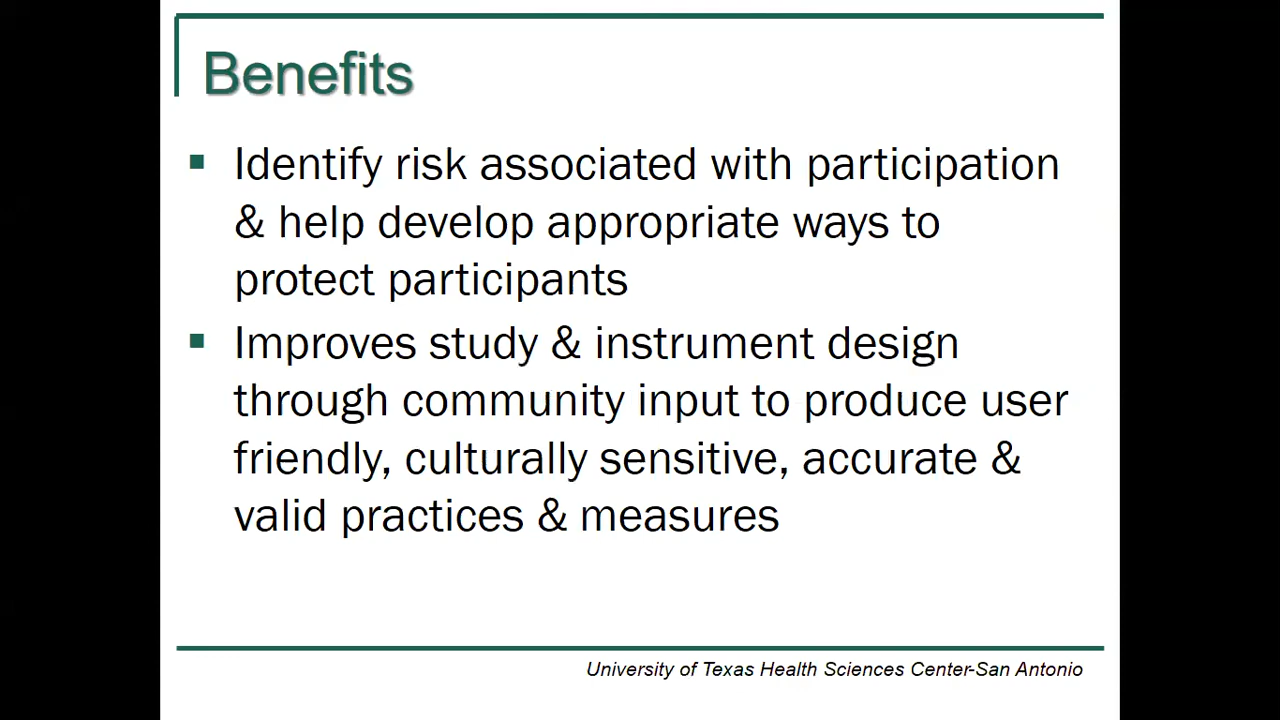 Benefits
Identify risk associated with participation
& help develop appropriate ways to
protect participants
Improves study & instrument design
through community input to produce user
friendly, culturally sensitive, accurate &
valid practices & measures
University of Texas Health Sciences Center-San Antonio